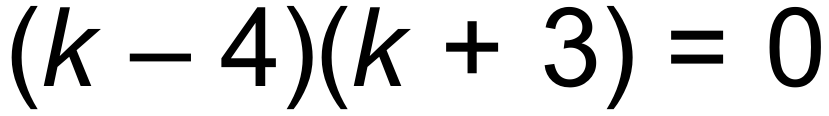 (k − 4)(k + 3) = 0